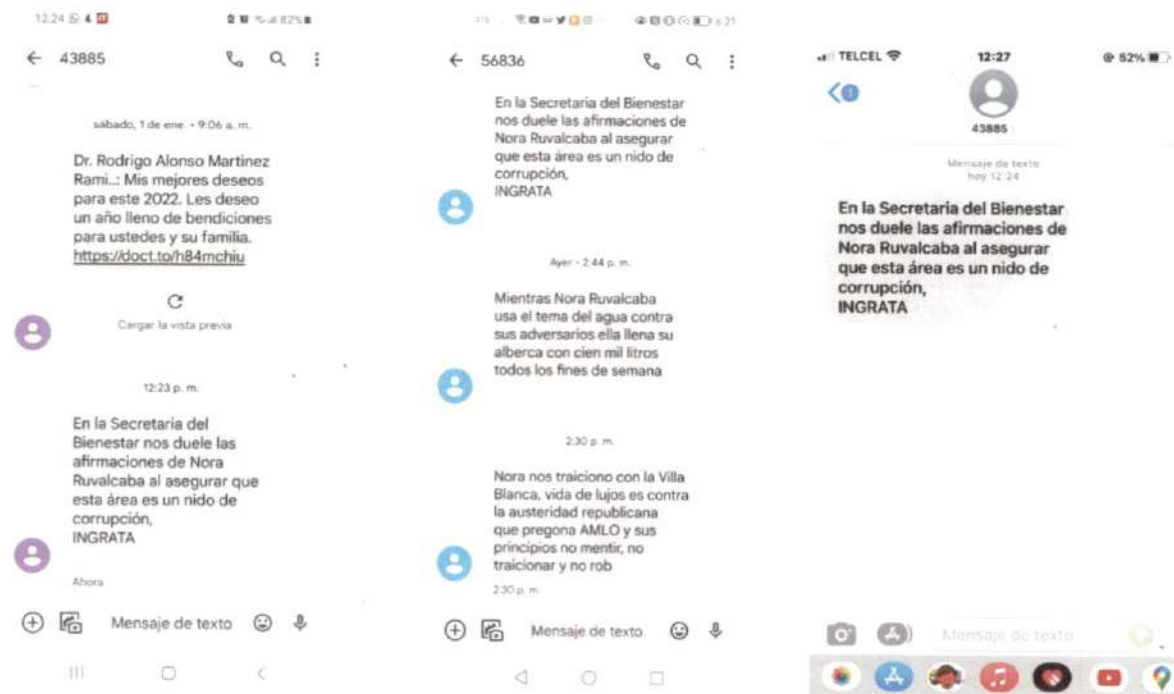 12.24
82%
43885
sábado, 1 de ene. • 9:06 a. m.
Dr. Rodrigo Alonso Martinez
Rami..: Mis mejores deseos
para este 2022. Les deseo
un año lleno de bendiciones
para ustedes y su familia.
https://doct.to/h84mchiu
Cargar la vista previa
12:23 p. m.
En la Secretaria del
Bienestar nos duele las
afirmaciones de Nora
Ruvalcaba al asegurar que
esta área es un nido de
corrupción,
INGRATA
Ahora
Mensaje de texto
6:21
56836
En la Secretaria del Bienestar
nos duele las afirmaciones de
Nora Ruvalcaba al asegurar
que esta área es un nido de
corrupción,
INGRATA
Ayer • 2:44 p. m.
Mientras Nora Ruvalcaba
usa el tema del agua contra
sus adversarios ella llena su
alberca con cien mil litros
todos los fines de semana
2:30 p. m.
Nora nos traiciono con la Villa
Blanca, vida de lujos es contra
la austeridad republicana
que pregona AMLO y sus
principios no mentir, no
traicionar y no rob
2:30 p. m.
Mensaje de texto
TELCEL
12:27
52%
1
43885
Mensaje de texto
hoy 12:24
En la Secretaria del Bienestar
nos duele las afirmaciones de
Nora Ruvalcaba al asegurar
que esta área es un nido de
corrupción,
INGRATA
Mensaje de texto